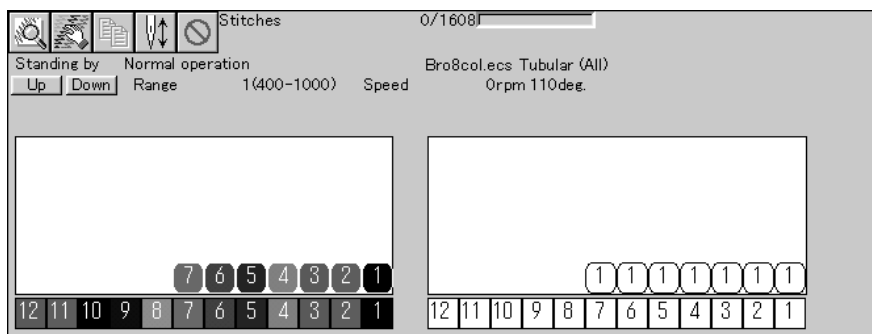 Stitches 0/1608
Standing by Normal operation Bro8col.ecs Tubular (All)
Up Down Range 1(400-1000) Speed 0rpm 110deg.
7 6 5 4 3 2 1 1 1 1 1 1 1 1
12 11 10 9 8 7 6 5 4 3 2 1 12 11 10 9 8 7 6 5 4 3 2 1